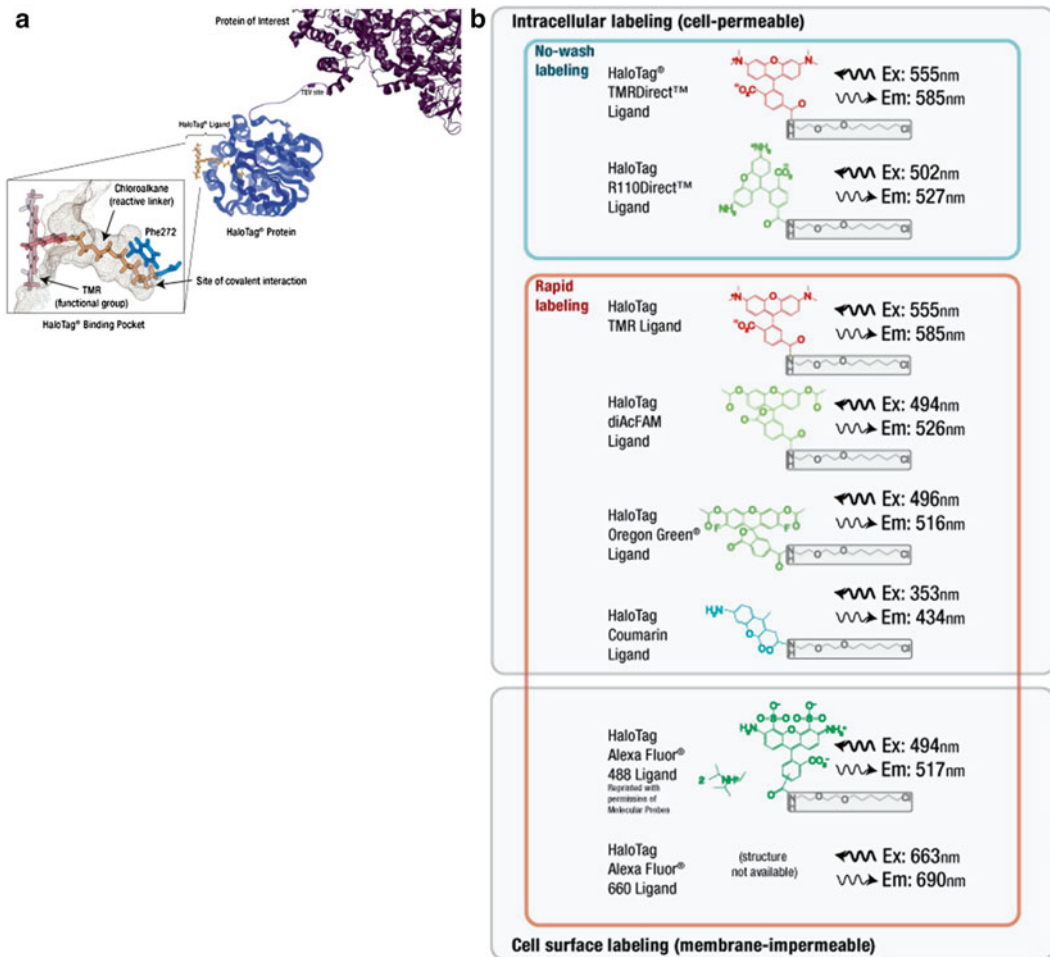 a
Protein of Interest
TEV site
HaloTag® Ligand
HaloTag® Protein
Chloroalkane
(reactive linker)
Phe272
Site of covalent interaction
TMR
(functional group)
HaloTag® Binding Pocket
b
Intracellular labeling (cell-permeable)
No-wash
labeling
HaloTag®
TMRDirect™
Ligand
Ex: 555nm
Em: 585nm
HaloTag
R110Direct™
Ligand
Ex: 502nm
Em: 527nm
Rapid
labeling
HaloTag
TMR Ligand
Ex: 555nm
Em: 585nm
HaloTag
diAcFAM
Ligand
Ex: 494nm
Em: 526nm
HaloTag
Oregon Green®
Ligand
Ex: 496nm
Em: 516nm
HaloTag
Coumarin
Ligand
Ex: 353nm
Em: 434nm
HaloTag
Alexa Fluor®
488 Ligand
Reprinted with
permission of
Molecular Probes
Ex: 494nm
Em: 517nm
HaloTag
Alexa Fluor®
660 Ligand
(structure
not available)
Ex: 663nm
Em: 690nm
Cell surface labeling (membrane-impermeable)